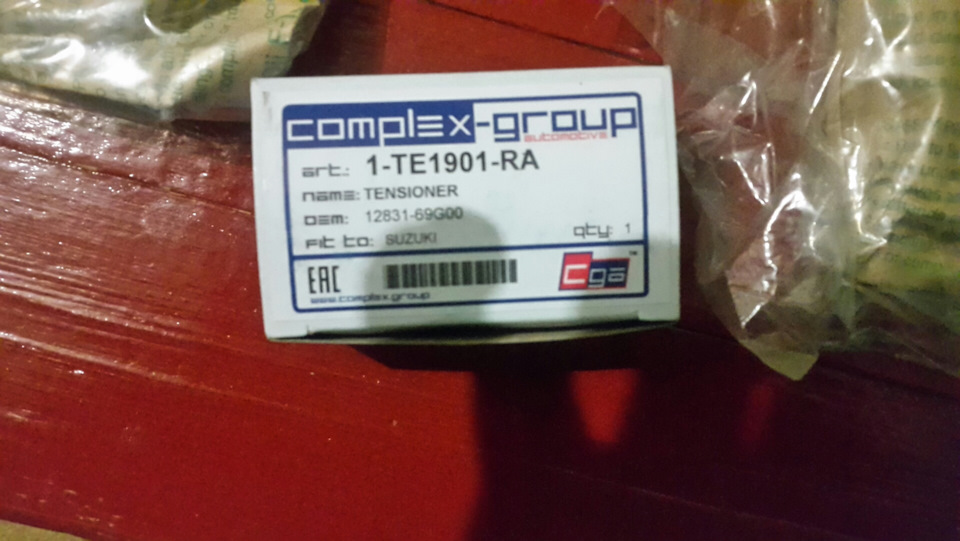 complex-group
automotive
art.: 1-TE1901-RA
name: TENSIONER
OEM: 12831-69G00
Fit to: SUZUKI
qty: 1
EAC
www.complex.group
cga™